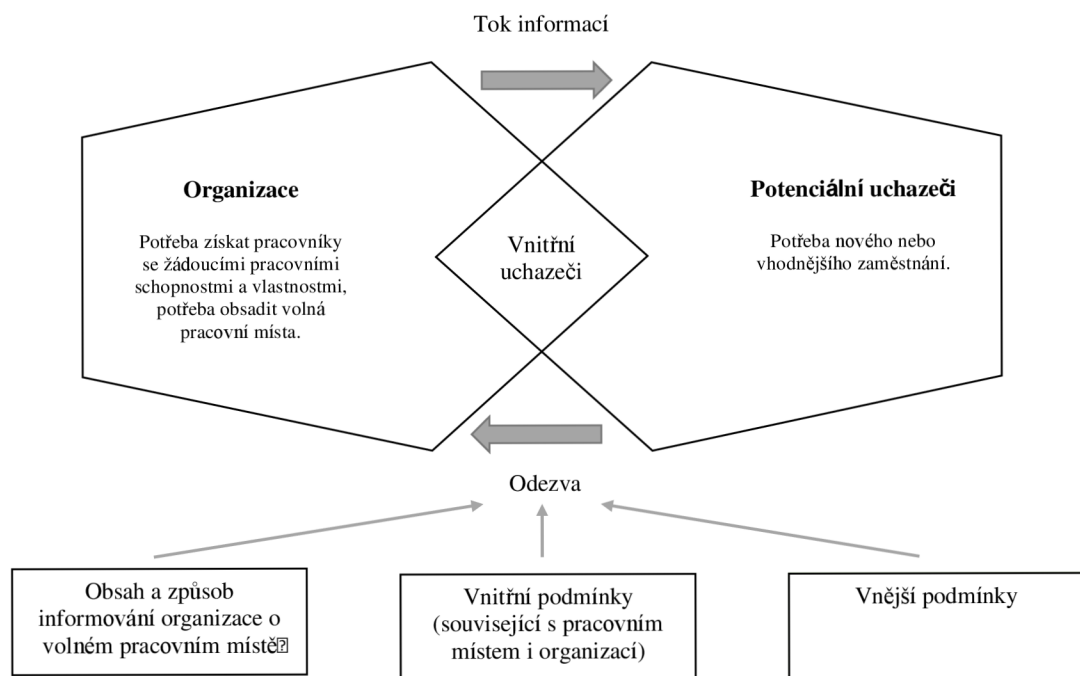 Tok informací
Organizace
Potřeba získat pracovníky
se žádoucími pracovními
schopnostmi a vlastnostmi,
potřeba obsadit volná
pracovní místa.
Vnitřní
uchazeči
Potenciální uchazeči
Potřeba nového nebo
vhodnějšího zaměstnání.
Odezva
Obsah a způsob
informování organizace o
volném pracovním místě
Vnitřní podmínky
(související s pracovním
místem i organizací)
Vnější podmínky